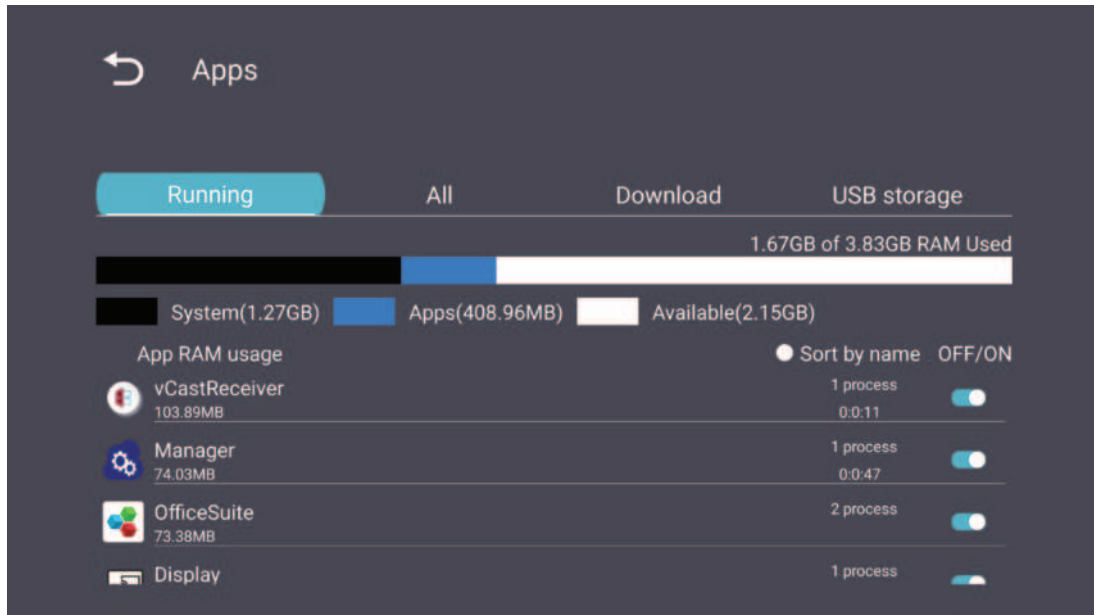 Apps
Running All Download USB storage
1.67GB of 3.83GB RAM Used
System(1.27GB) Apps(408.96MB) Available(2.15GB)
App RAM usage Sort by name OFF/ON
vCastReceiver 1 process
103.89MB 0:0:11
Manager 1 process
74.03MB 0:0:47
OfficeSuite 2 process
73.38MB
Display 1 process